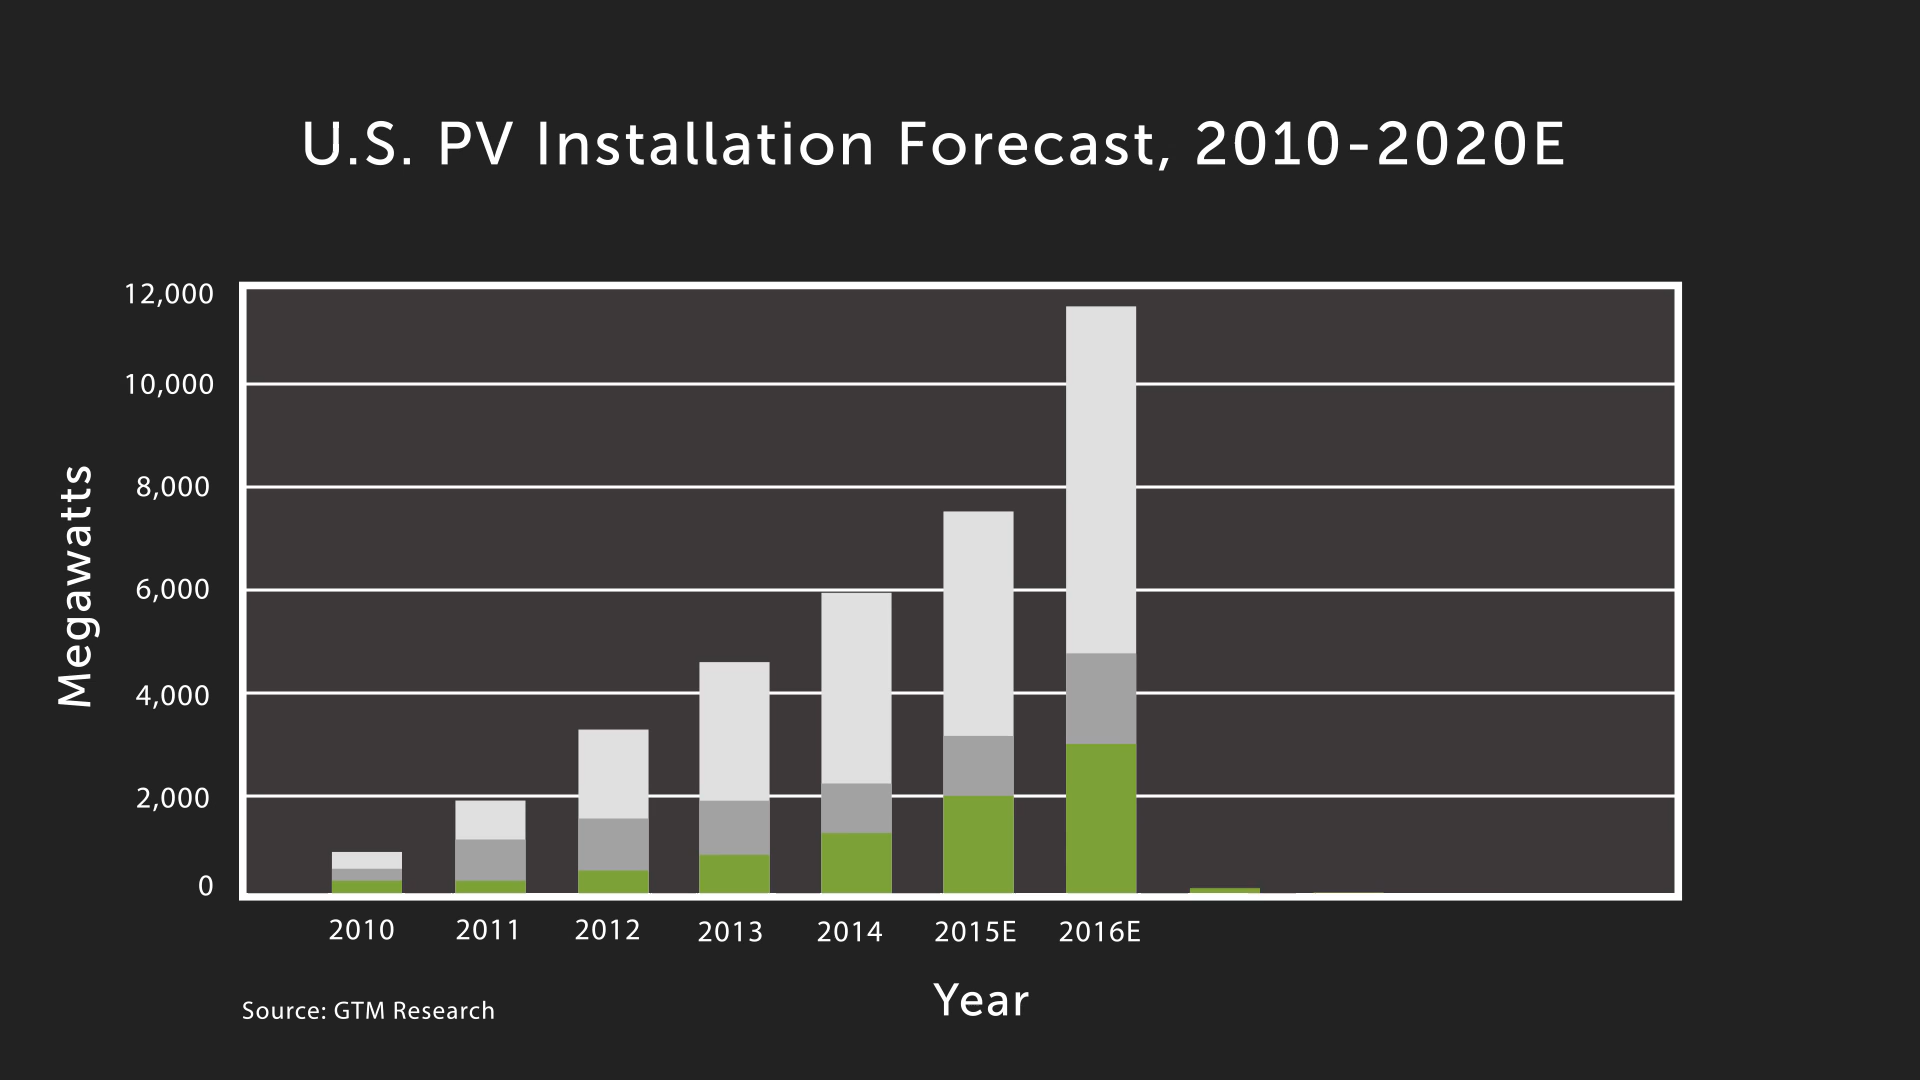 U.S. PV Installation Forecast, 2010-2020E
12,000
10,000
8,000
6,000
4,000
2,000
0
Megawatts
2010 2011 2012 2013 2014 2015E 2016E
Year
Source: GTM Research